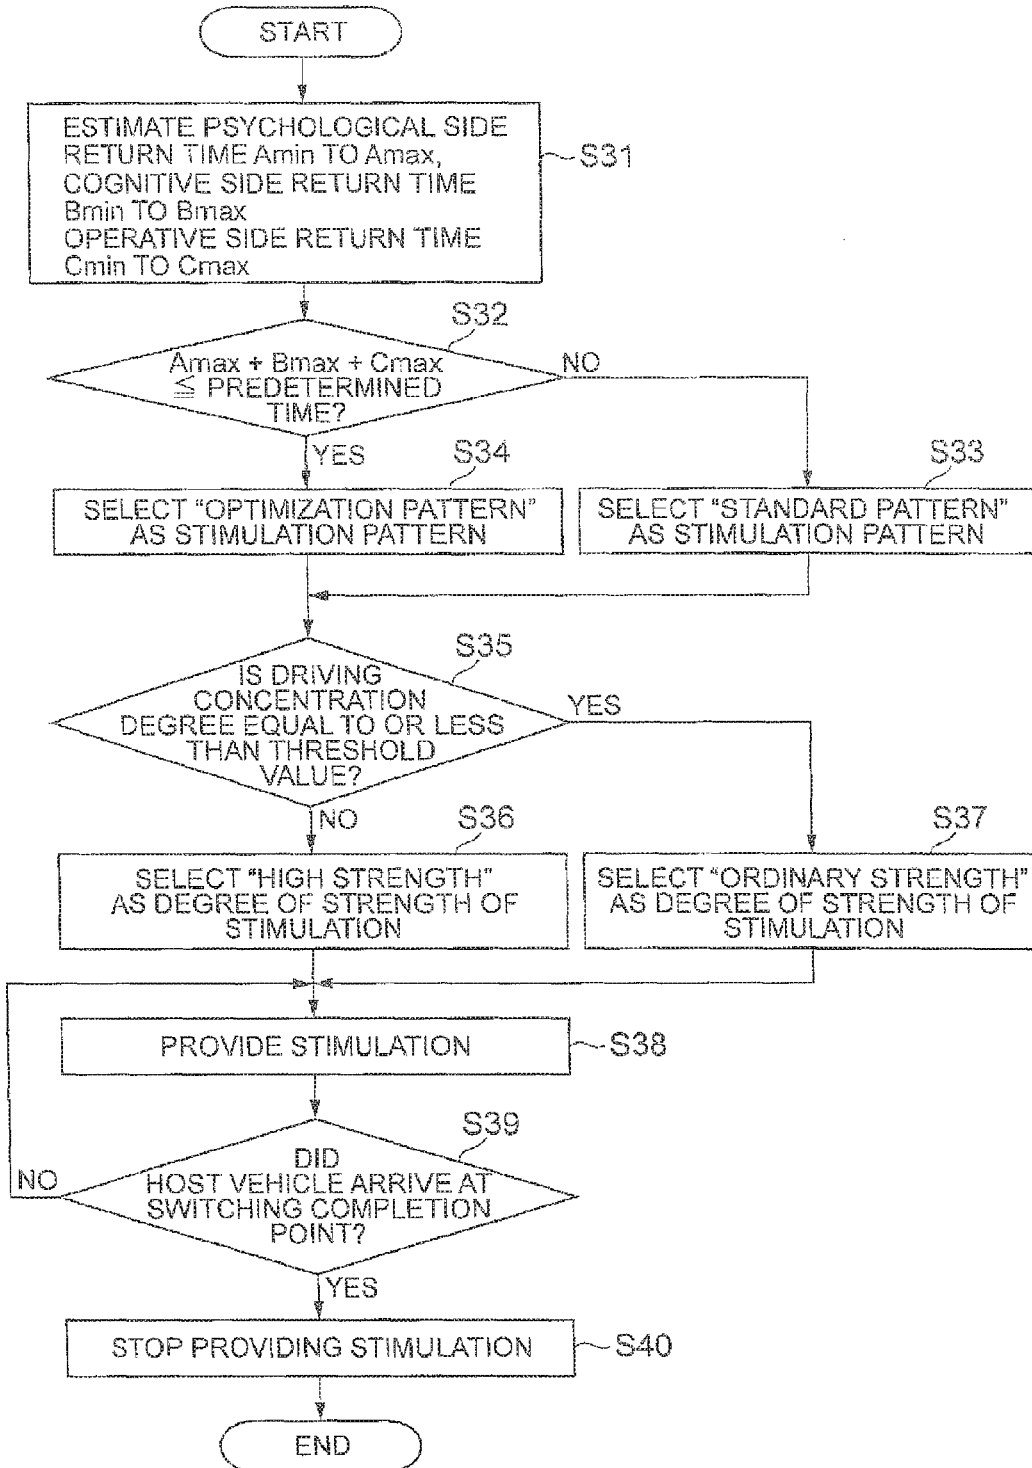 START
ESTIMATE PSYCHOLOGICAL SIDE
RETURN TIME Amin TO Amax,
COGNITIVE SIDE RETURN TIME
Bmin TO Bmax
OPERATIVE SIDE RETURN TIME
Cmin TO Cmax
S31
S32
Amax + Bmax + Cmax
≦ PREDETERMINED
TIME?
NO
YES
S34
S33
SELECT "OPTIMIZATION PATTERN"
AS STIMULATION PATTERN
SELECT "STANDARD PATTERN"
AS STIMULATION PATTERN
S35
IS DRIVING
CONCENTRATION
DEGREE EQUAL TO OR LESS
THAN THRESHOLD
VALUE?
YES
NO
S36
S37
SELECT "HIGH STRENGTH"
AS DEGREE OF STRENGTH OF
STIMULATION
SELECT "ORDINARY STRENGTH"
AS DEGREE OF STRENGTH OF
STIMULATION
PROVIDE STIMULATION
S38
S39
DID
HOST VEHICLE ARRIVE AT
SWITCHING COMPLETION
POINT?
NO
YES
STOP PROVIDING STIMULATION
S40
END